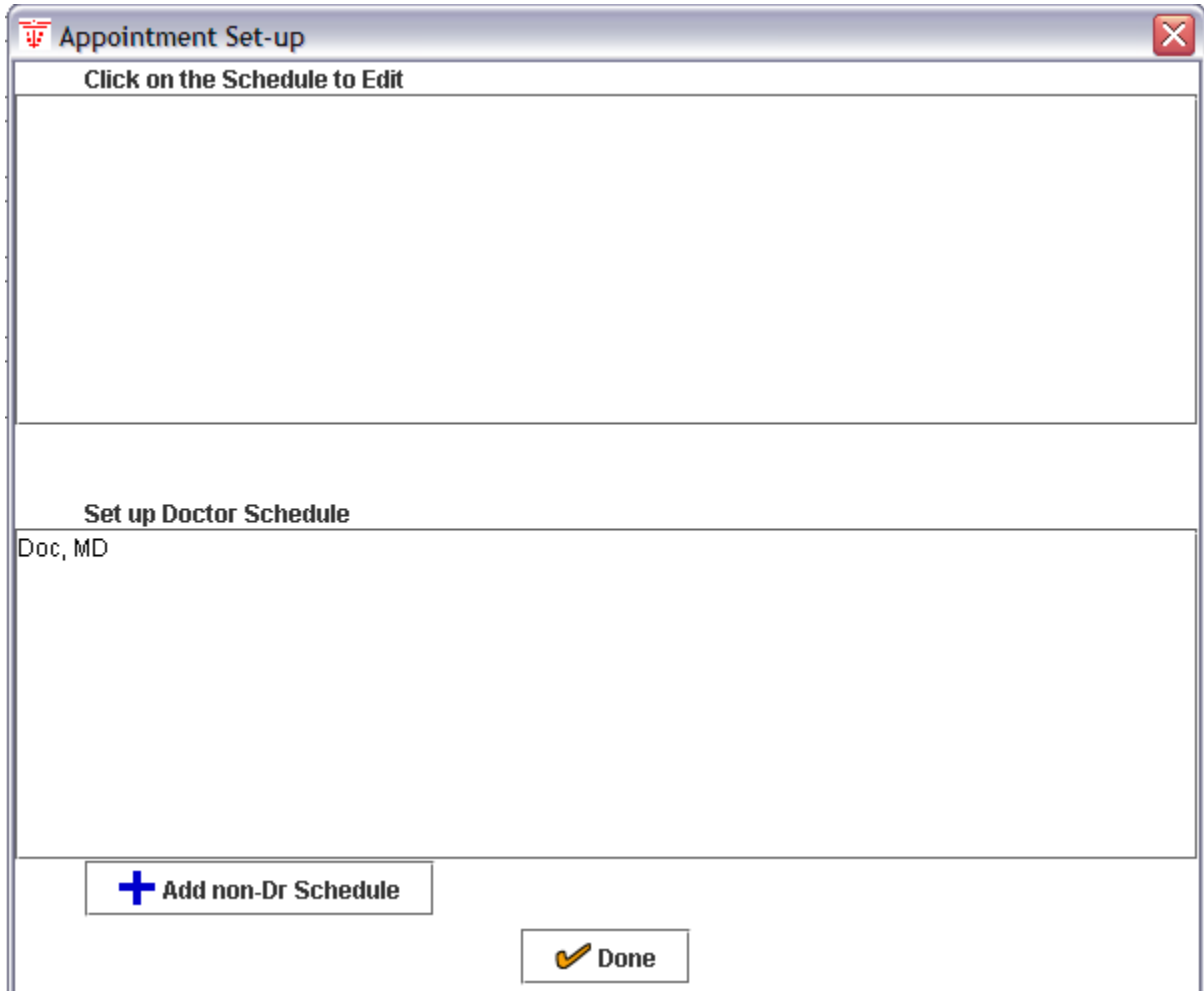 Appointment Set-up
Click on the Schedule to Edit
Set up Doctor Schedule
Doc, MD
Add non-Dr Schedule
Done